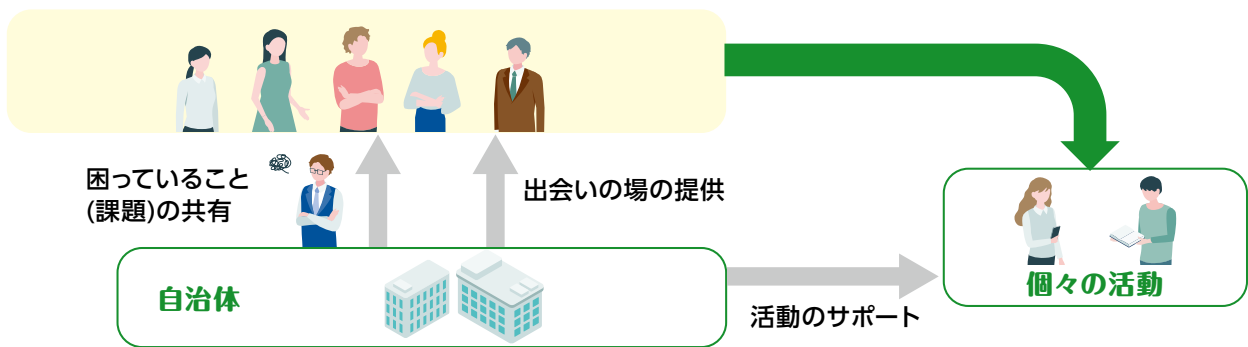 困っていること
(課題)の共有
出会いの場の提供
自治体
活動のサポート
個々の活動